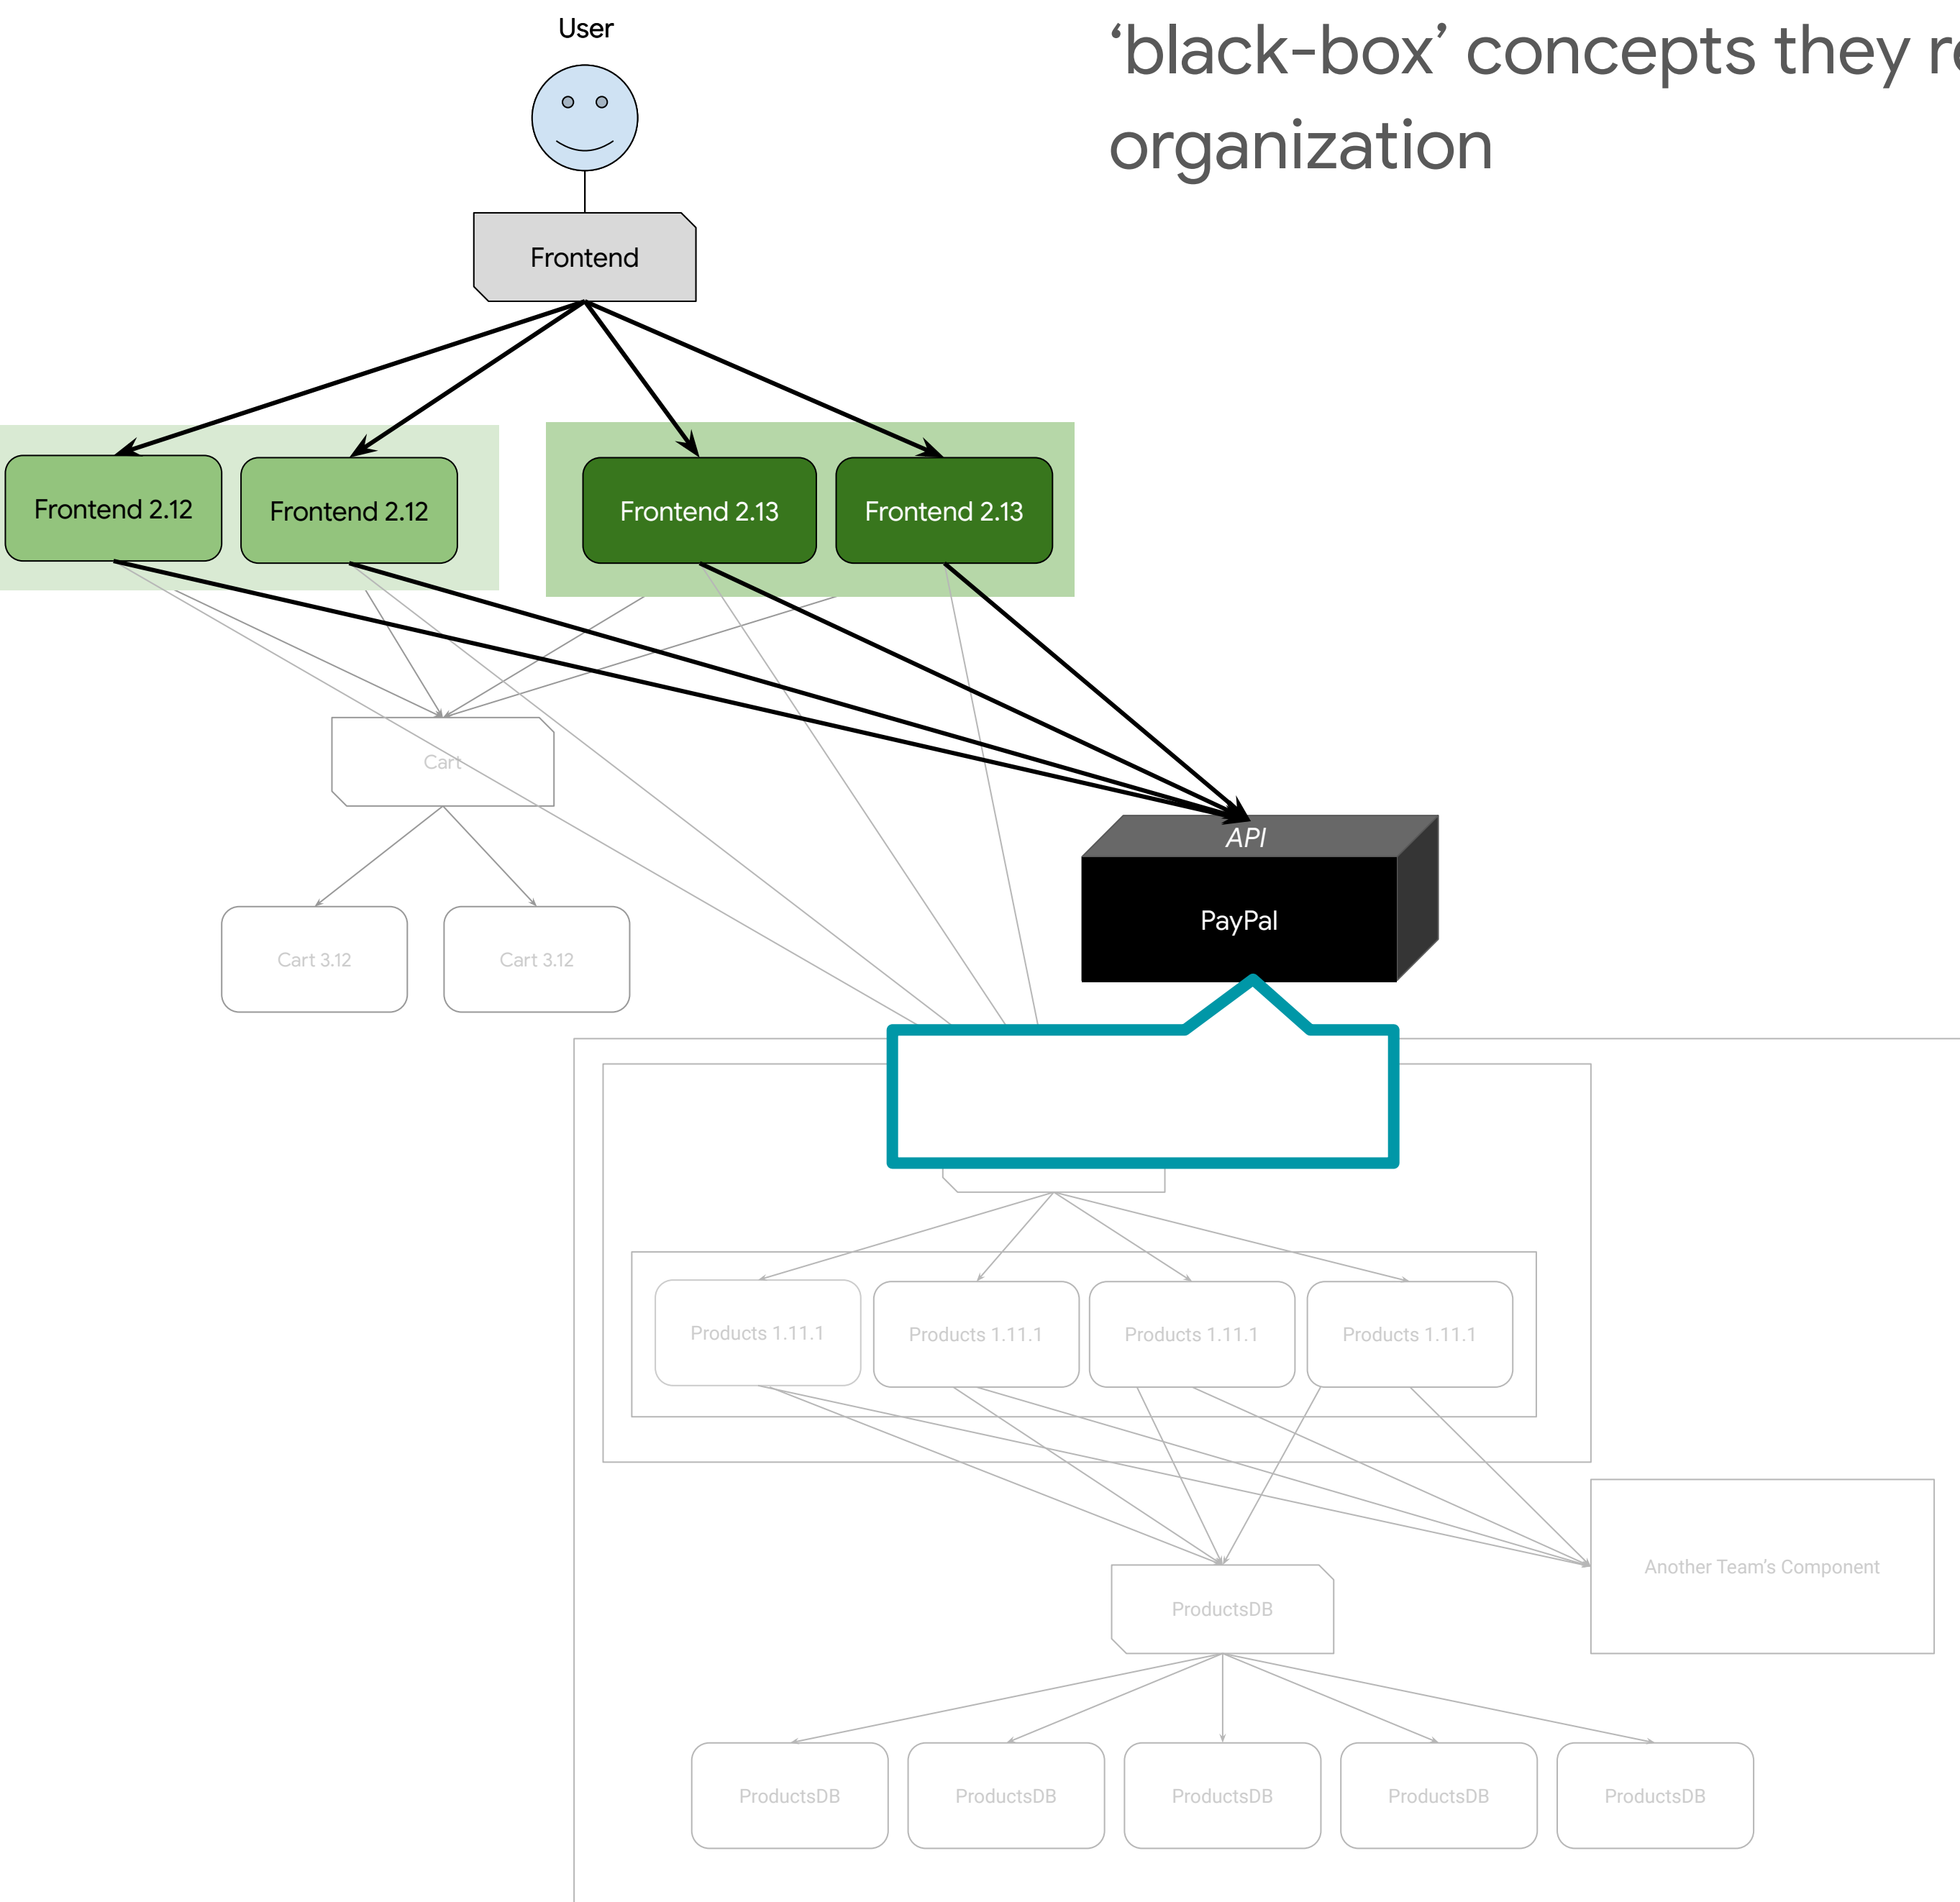 User
‘black-box’ concepts they
organization
Frontend
Frontend 2.12
Frontend 2.12
Frontend 2.13
Frontend 2.13
Cart
API
PayPal
Cart 3.12
Cart 3.12
Products 1.11.1
Products 1.11.1
Products 1.11.1
Products 1.11.1
Another Team’s Component
ProductsDB
ProductsDB
ProductsDB
ProductsDB
ProductsDB
ProductsDB